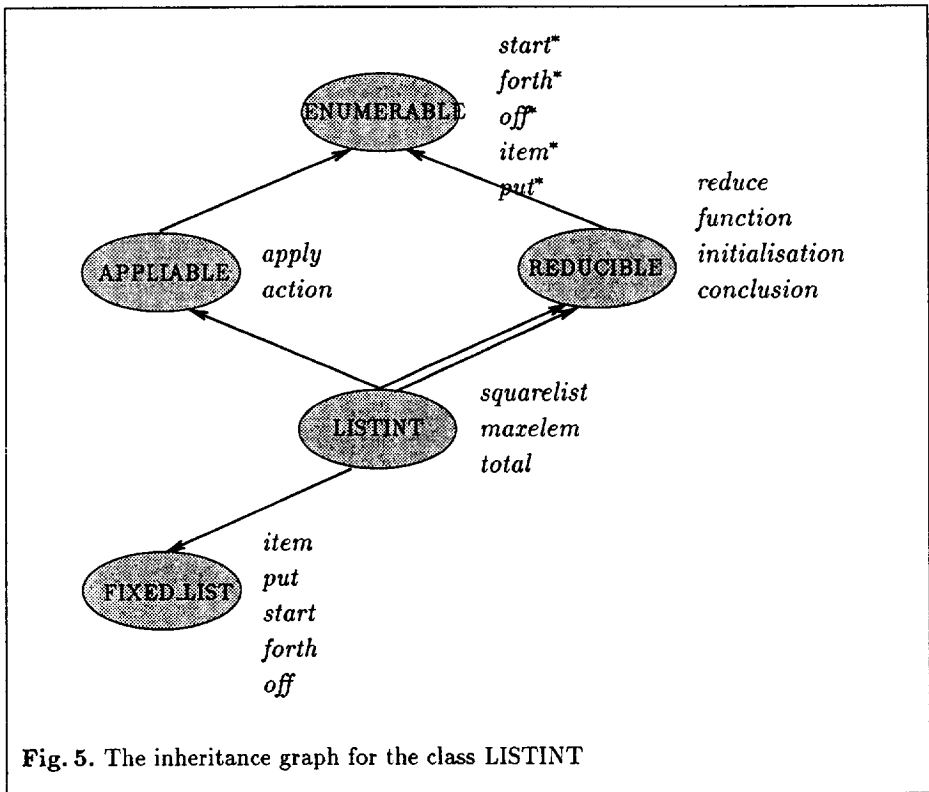 start*
forth*
ENUMERABLE
off*
item*
put*
reduce
function
APPLIABLE
apply
action
REDUCIBLE
initialisation
conclusion
LISTINT
squarelist
maxelem
total
FIXED_LIST
item
put
start
forth
off
Fig. 5. The inheritance graph for the class LISTINT